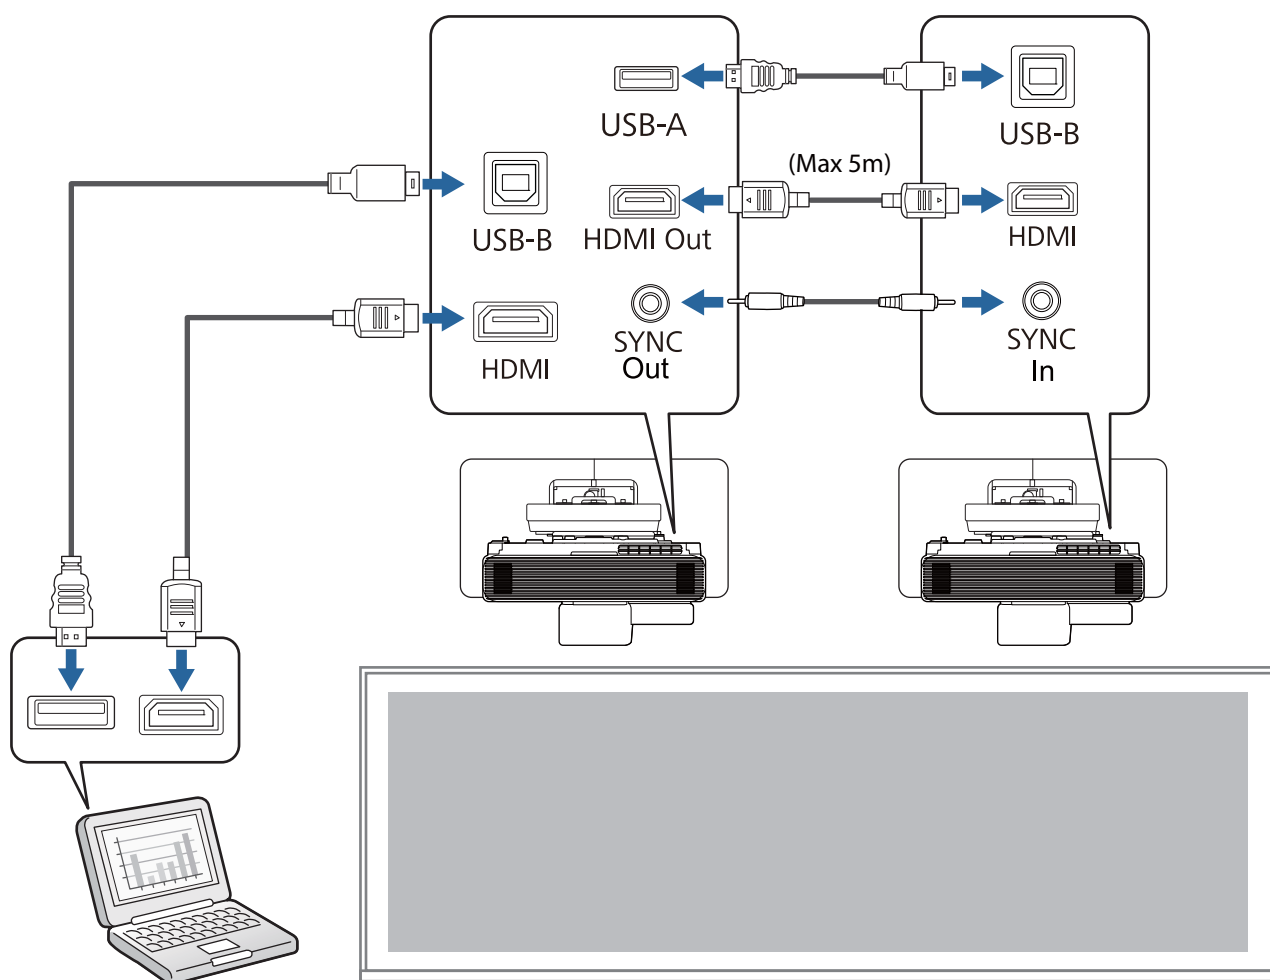 USB-A
USB-B
(Max 5m)
USB-B
HDMI Out
HDMI
HDMI
SYNC
Out
SYNC
In